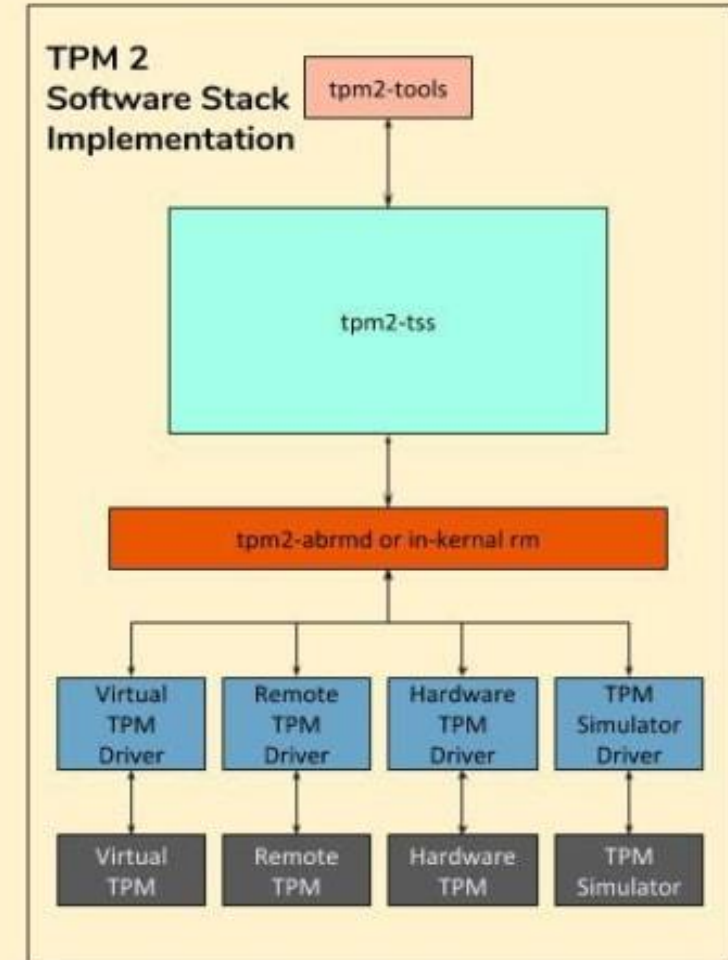 TPM 2
Software Stack
Implementation
tpm2-tools
tpm2-tss
tpm2-abrmd or in-kernal rm
Virtual
TPM
Driver
Remote
TPM
Driver
Hardware
TPM
Driver
TPM
Simulator
Driver
Virtual
TPM
Remote
TPM
Hardware
TPM
TPM
Simulator